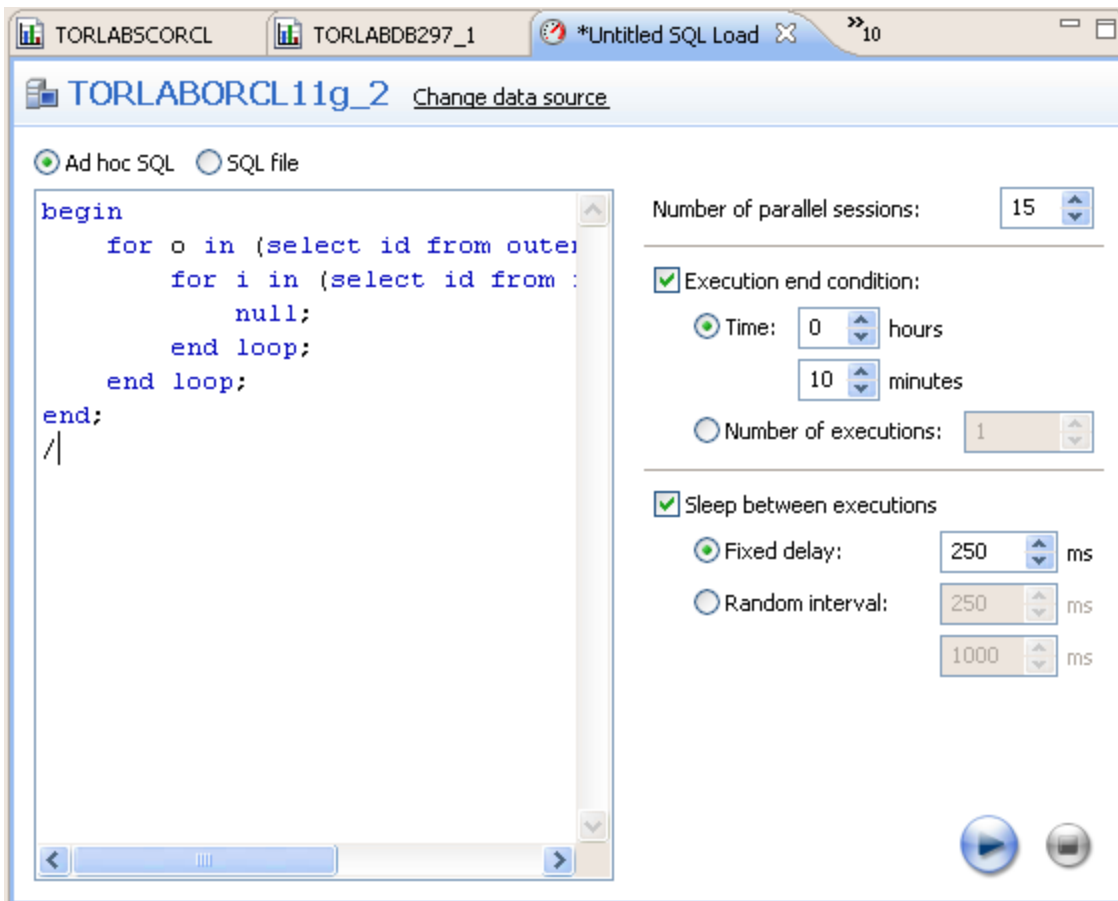 TORLABSCORCL TORLABDB297_1 *Untitled SQL Load »10
TORLABORCL11g_2 Change data source
Ad hoc SQL SQL file
begin
for o in (select id from
for i in (select id from
null;
end loop;
end loop;
end;
/
Number of parallel sessions: 15
Execution end condition:
Time: 0 hours
10 minutes
Number of executions: 1
Sleep between executions
Fixed delay: 250 ms
Random interval: 250 ms
1000 ms